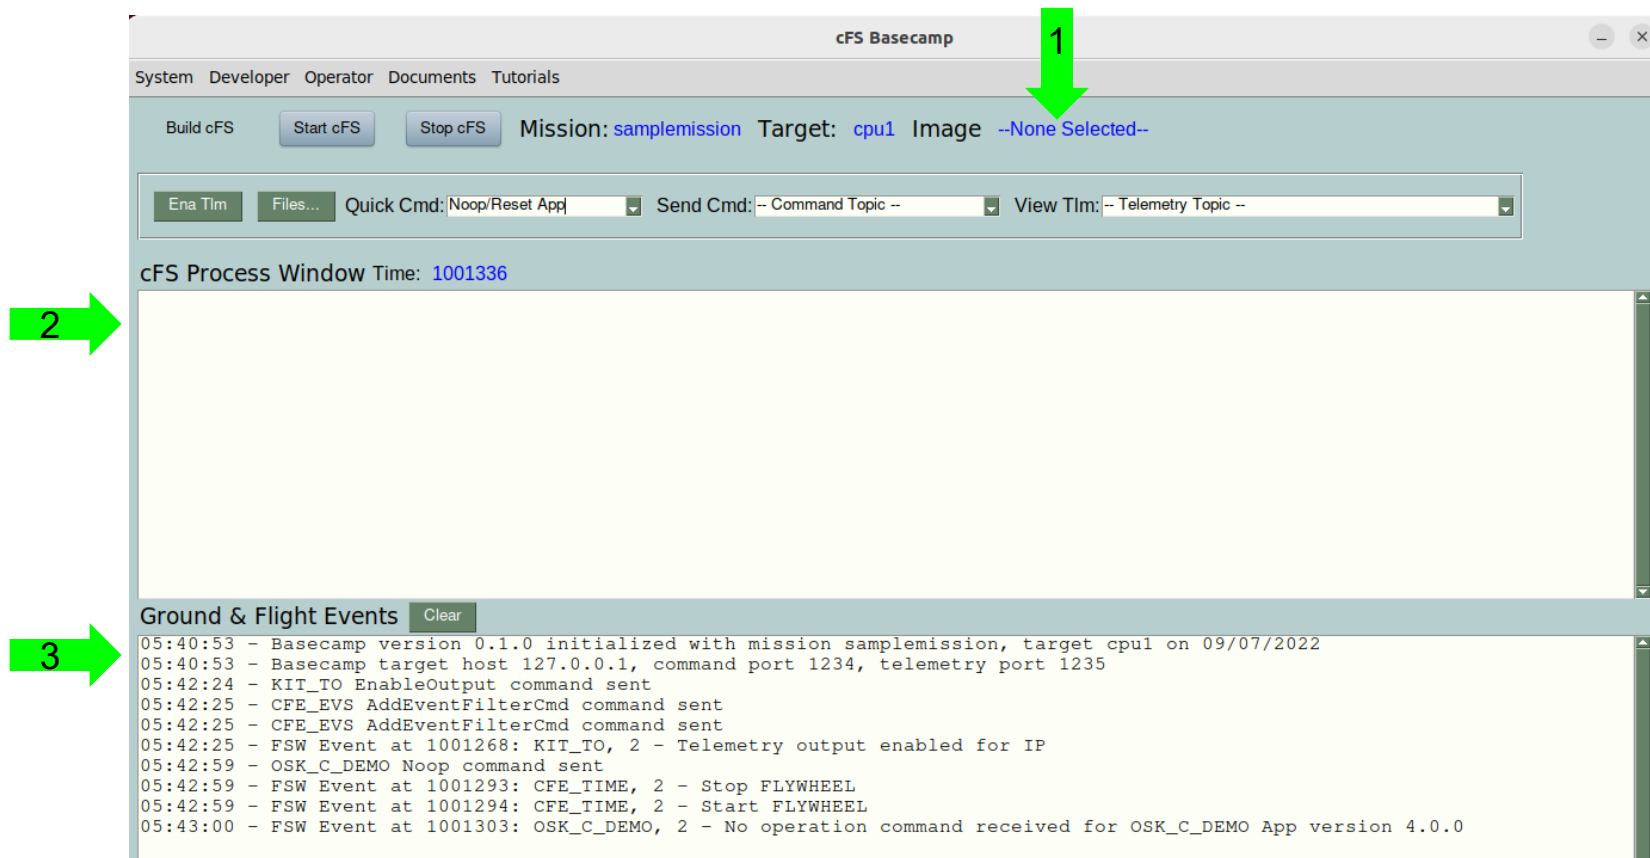 1
cFS Basecamp
System Developer Operator Documents Tutorials
Build cFS Start cFS Stop cFS Mission: samplemission Target: cpu1 Image --None Selected--
Ena Tlm Files... Quick Cmd: Noop/Reset App Send Cmd: -- Command Topic -- View Tlm: -- Telemetry Topic --
cFS Process Window Time: 1001336
2
Ground & Flight Events Clear
3
05:40:53 - Basecamp version 0.1.0 initialized with mission samplemission, target cpu1 on 09/07/2022
05:40:53 - Basecamp target host 127.0.0.1, command port 1234, telemetry port 1235
05:42:24 - KIT_TO EnableOutput command sent
05:42:25 - CFE_EVS AddEventFilterCmd command sent
05:42:25 - CFE_EVS AddEventFilterCmd command sent
05:42:25 - FSW Event at 1001268: KIT_TO, 2 - Telemetry output enabled for IP
05:42:59 - OSK_C_DEMO Noop command sent
05:42:59 - FSW Event at 1001293: CFE_TIME, 2 - Stop FLYWHEEL
05:42:59 - FSW Event at 1001294: CFE_TIME, 2 - Start FLYWHEEL
05:43:00 - FSW Event at 1001303: OSK_C_DEMO, 2 - No operation command received for OSK_C_DEMO App version 4.0.0